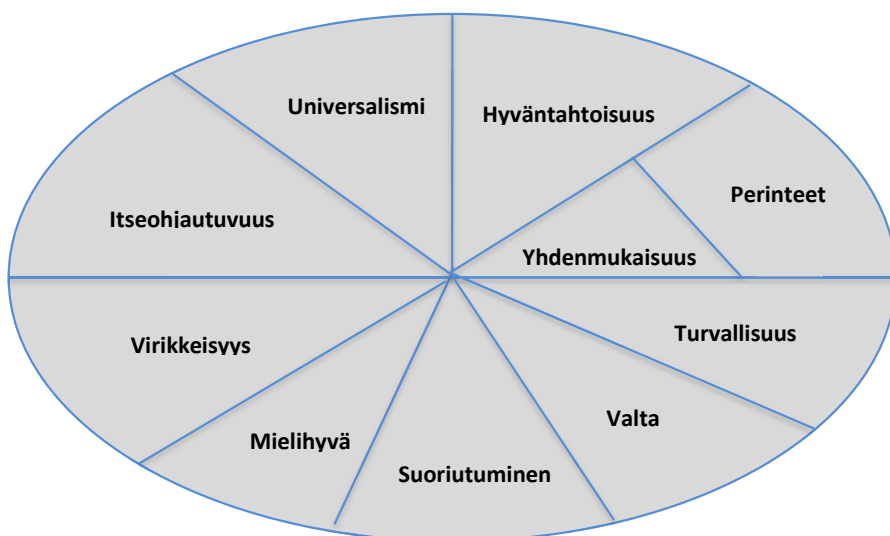 Universalismi
Hyväntahtoisuus
Perinteet
Itseohjautuvuus
Yhdenmukaisuus
Turvallisuus
Virikkeisyys
Valta
Mielihyvä
Suoriutuminen